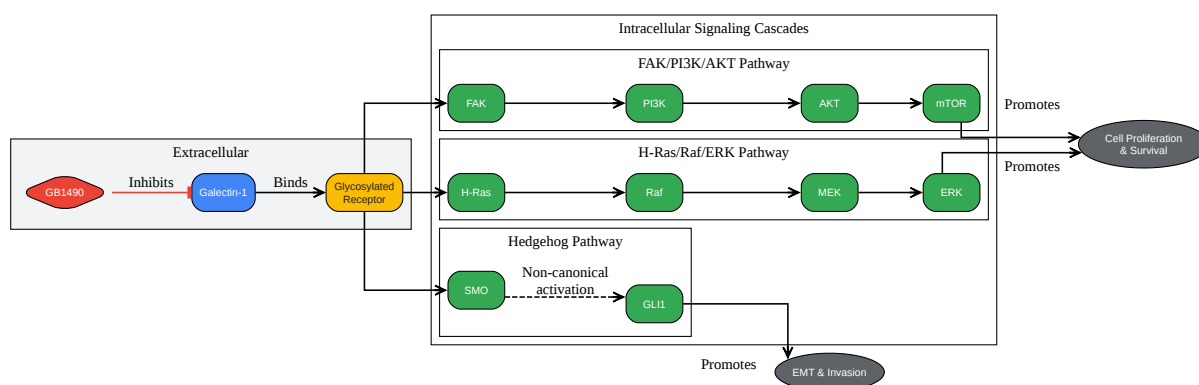 Intracellular Signaling Cascades
FAK/PI3K/AKT Pathway
FAK
PI3K
AKT
mTOR
Promotes
Cell Proliferation
& Survival
Promotes
Extracellular
GB1490
Inhibits
Galectin-1
Binds
Glycosylated
Receptor
H-Ras/Raf/ERK Pathway
H-Ras
Raf
MEK
ERK
Hedgehog Pathway
SMO
Non-canonical
activation
GLI1
Promotes
EMT & Invasion